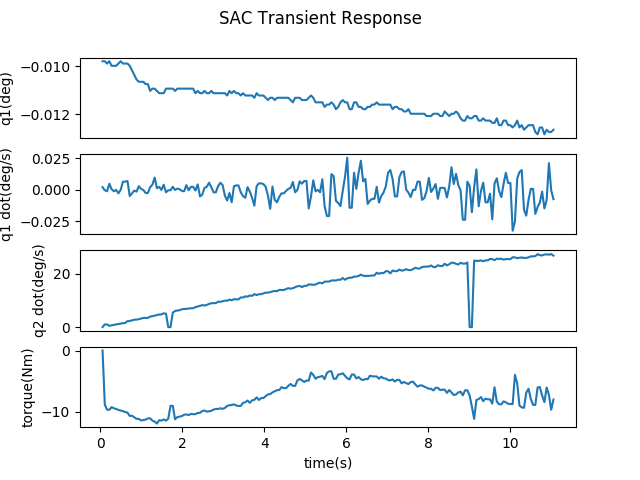 SAC Transient Response
q1(deg)
−0.010
−0.012
q1 dot(deg/s)
0.025
0.000
−0.025
q2 dot(deg/s)
20
0
torque(Nm)
0
−10
0 2 4 6 8 10
time(s)